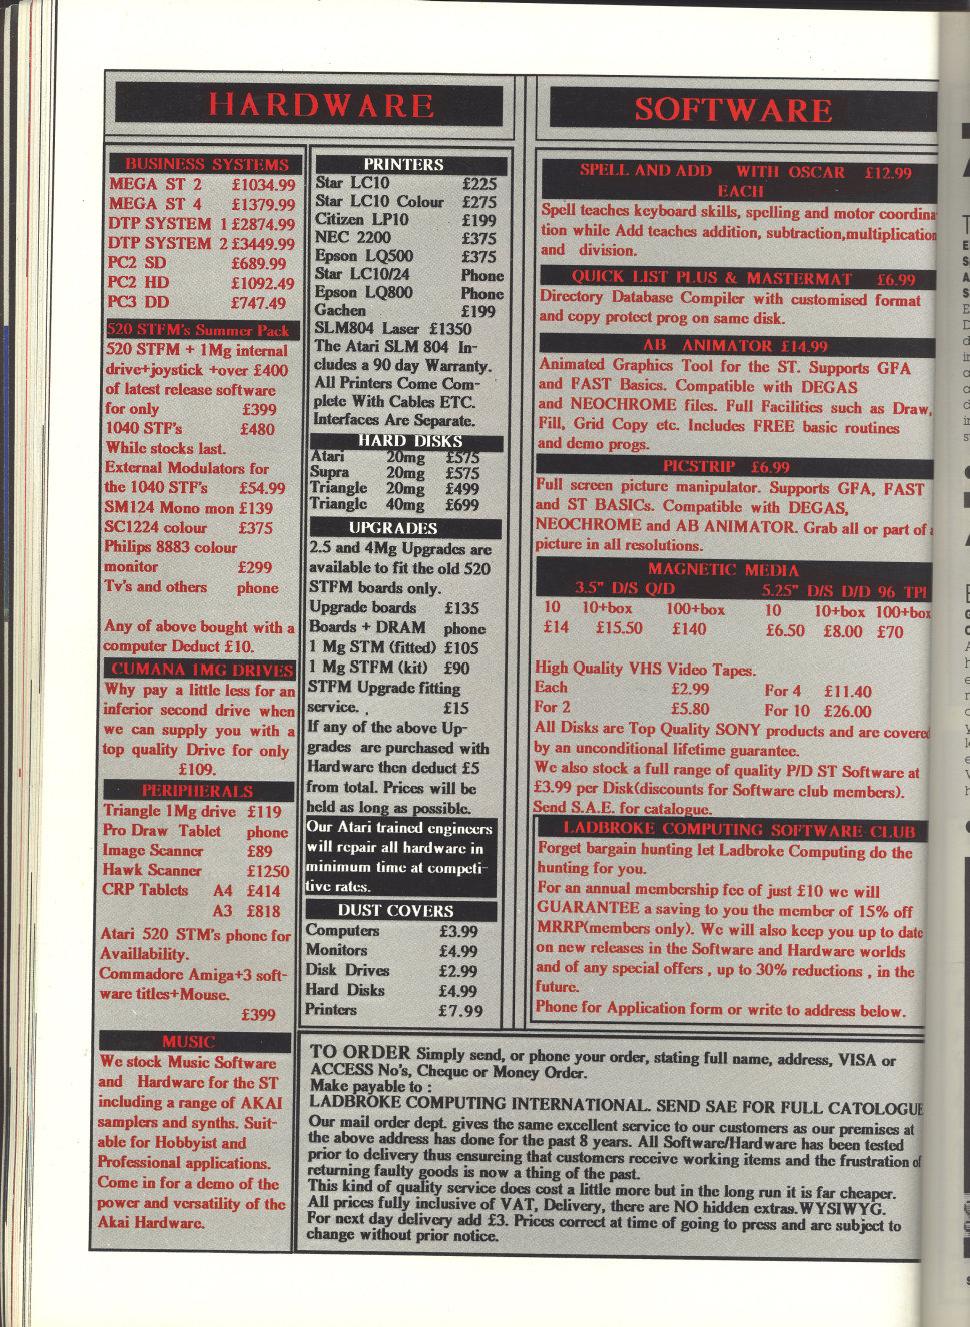 HARDWARE
BUSINESS SYSTEMS
MEGA ST 2 £1034.99
MEGA ST 4 £1379.99
DTP SYSTEM 1 £2874.99
DTP SYSTEM 2 £3449.99
PC2 SD £689.99
PC2 HD £1092.49
PC3 DD £747.49
520 STFM's Summer Pack
520 STFM + 1Mg internal
drive+joystick +over £400
of latest release software
for only £399
1040 STF's £480
While stocks last.
External Modulators for
the 1040 STF's £54.99
SM124 Mono mon £139
SC1224 colour £375
Philips 8883 colour
monitor £299
Tv's and others phone
Any of above bought with a
computer Deduct £10.
CUMANA 1MG DRIVES
Why pay a little less for an
inferior second drive when
we can supply you with a
top quality Drive for only
£109.
PERIPHERALS
Triangle 1Mg drive £119
Pro Draw Tablet phone
Image Scanner £89
Hawk Scanner £1250
CRP Tablets A4 £414
A3 £818
Atari 520 STM's phone for
Availlability.
Commadore Amiga+3 soft-
ware titles+Mouse.
£399
MUSIC
We stock Music Software
and Hardware for the ST
including a range of AKAI
samplers and synths. Suit-
able for Hobbyist and
Professional applications.
Come in for a demo of the
power and versatility of the
Akai Hardware.
PRINTERS
Star LC10 £225
Star LC10 Colour £275
Citizen LP10 £199
NEC 2200 £375
Epson LQ500 £375
Star LC10/24 Phone
Epson LQ800 Phone
Gachen £199
SLM804 Laser £1350
The Atari SLM 804 In-
cludes a 90 day Warranty.
All Printers Come Com-
plete With Cables ETC.
Interfaces Are Separate.
HARD DISKS
Atari 20mg £575
Supra 20mg £575
Triangle 20mg £499
Triangle 40mg £699
UPGRADES
2.5 and 4Mg Upgrades are
available to fit the old 520
STFM boards only.
Upgrade boards £135
Boards + DRAM phone
1 Mg STM (fitted) £105
1 Mg STFM (kit) £90
STFM Upgrade fitting
service. . £15
If any of the above Up-
grades are purchased with
Hardware then deduct £5
from total. Prices will be
held as long as possible.
Our Atari trained engineers
will repair all hardware in
minimum time at competi-
tive rates.
DUST COVERS
Computers £3.99
Monitors £4.99
Disk Drives £2.99
Hard Disks £4.99
Printers £7.99
SOFTWARE
SPELL AND ADD WITH OSCAR £12.99
EACH
Spell teaches keyboard skills, spelling and motor coordina
tion while Add teaches addition, subtraction,multiplication
and division.
QUICK LIST PLUS & MASTERMAT £6.99
Directory Database Compiler with customised format
and copy protect prog on same disk.
AB ANIMATOR £14.99
Animated Graphics Tool for the ST. Supports GFA
and FAST Basics. Compatible with DEGAS
and NEOCHROME files. Full Facilities such as Draw,
Fill, Grid Copy etc. Includes FREE basic routines
and demo progs.
PICSTRIP £6.99
Full screen picture manipulator. Supports GFA, FAST
and ST BASICs. Compatible with DEGAS,
NEOCHROME and AB ANIMATOR. Grab all or part of a
picture in all resolutions.
MAGNETIC MEDIA
3.5" D/S Q/D 5.25" D/S D/D 96 TPI
10 10+box 100+box 10 10+box 100+box
£14 £15.50 £140 £6.50 £8.00 £70
High Quality VHS Video Tapes.
Each £2.99 For 4 £11.40
For 2 £5.80 For 10 £26.00
All Disks are Top Quality SONY products and are covered
by an unconditional lifetime guarantee.
We also stock a full range of quality P/D ST Software at
£3.99 per Disk(discounts for Software club members).
Send S.A.E. for catalogue.
LADBROKE COMPUTING SOFTWARE CLUB
Forget bargain hunting let Ladbroke Computing do the
hunting for you.
For an annual membership fee of just £10 we will
GUARANTEE a saving to you the member of 15% off
MRRP(members only). We will also keep you up to date
on new releases in the Software and Hardware worlds
and of any special offers , up to 30% reductions , in the
future.
Phone for Application form or write to address below.
TO ORDER Simply send, or phone your order, stating full name, address, VISA or
ACCESS No's, Cheque or Money Order.
Make payable to :
LADBROKE COMPUTING INTERNATIONAL. SEND SAE FOR FULL CATOLOGUE
Our mail order dept. gives the same excellent service to our customers as our premises at
the above address has done for the past 8 years. All Software/Hardware has been tested
prior to delivery thus ensureing that customers receive working items and the frustration of
returning faulty goods is now a thing of the past.
This kind of quality service does cost a little more but in the long run it is far cheaper.
All prices fully inclusive of VAT, Delivery, there are NO hidden extras.WYSIWYG.
For next day delivery add £3. Prices correct at time of going to press and are subject to
change without prior notice.